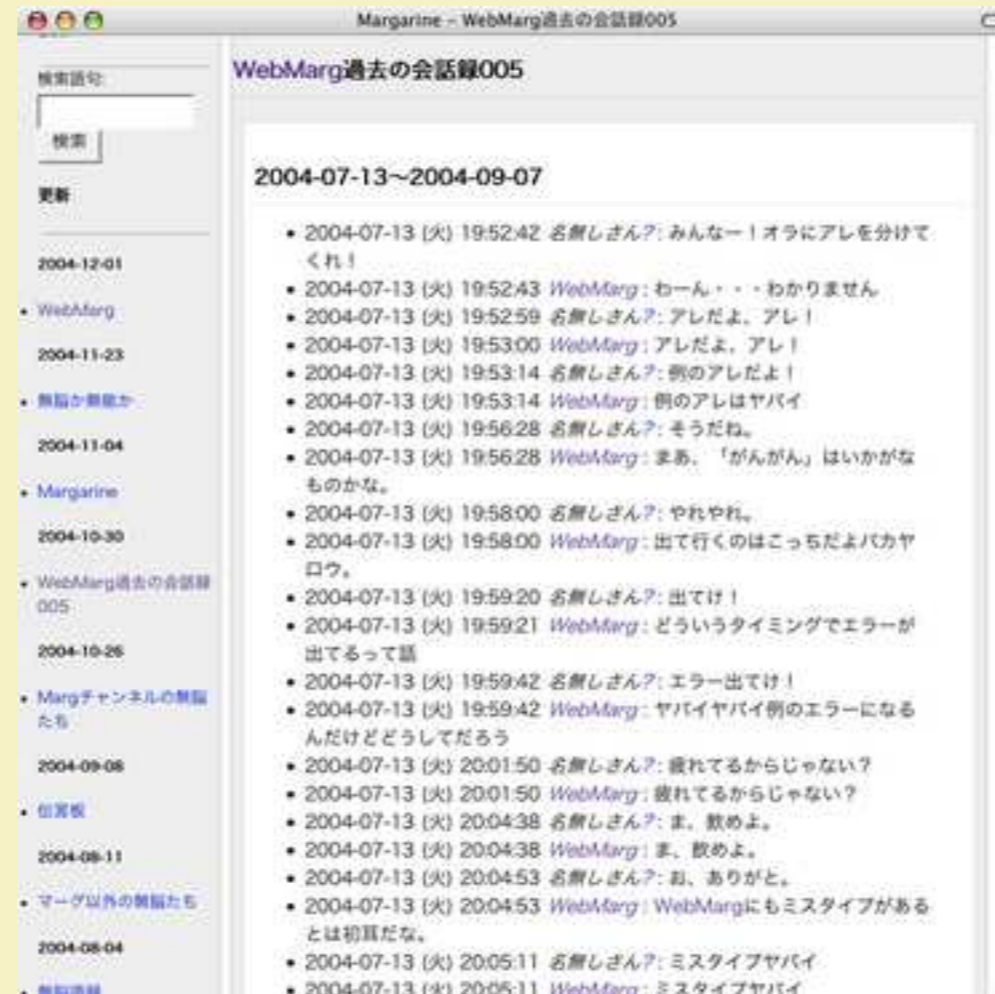 Margarine – WebMarg過去の会話録005
検索語句:
検索
更新
2004-12-01
WebMarg
2004-11-23
無脳か無能か
2004-11-04
Margarine
2004-10-30
WebMarg過去の会話録
005
2004-10-26
Margチャンネルの無脳
たち
2004-09-08
伝言板
2004-08-11
マーグ以外の無脳たち
2004-08-04
WebMarg過去の会話録005
2004-07-13〜2004-09-07
2004-07-13 (火) 19:52:42 名無しさん?: みんなー！オラにアレを分けて
くれ！
2004-07-13 (火) 19:52:43 WebMarg : わーん・・・わかりません
2004-07-13 (火) 19:52:59 名無しさん?: アレだよ、アレ！
2004-07-13 (火) 19:53:00 WebMarg : アレだよ、アレ！
2004-07-13 (火) 19:53:14 名無しさん?: 例のアレだよ！
2004-07-13 (火) 19:53:14 WebMarg : 例のアレはヤバイ
2004-07-13 (火) 19:56:28 名無しさん?: そうだね。
2004-07-13 (火) 19:56:28 WebMarg : まあ、「がんがん」はいかがな
ものかな。
2004-07-13 (火) 19:58:00 名無しさん?: やれやれ。
2004-07-13 (火) 19:58:00 WebMarg : 出て行くのはこっちだよバカヤ
ロウ。
2004-07-13 (火) 19:59:20 名無しさん?: 出てけ！
2004-07-13 (火) 19:59:21 WebMarg : どういうタイミングでエラーが
出てるって話
2004-07-13 (火) 19:59:42 名無しさん?: エラー出てけ！
2004-07-13 (火) 19:59:42 WebMarg : ヤバイヤバイ例のエラーになる
んだけどどうしてだろう
2004-07-13 (火) 20:01:50 名無しさん?: 疲れてるからじゃない？
2004-07-13 (火) 20:01:50 WebMarg : 疲れてるからじゃない？
2004-07-13 (火) 20:04:38 名無しさん?: ま、飲めよ。
2004-07-13 (火) 20:04:38 WebMarg : ま、飲めよ。
2004-07-13 (火) 20:04:53 名無しさん?: お、ありがと。
2004-07-13 (火) 20:04:53 WebMarg : WebMargにもミスタイプがある
とは初耳だな。
2004-07-13 (火) 20:05:11 名無しさん?: ミスタイプヤバイ
2004-07-13 (火) 20:05:11 WebMarg : ミスタイプヤバイ